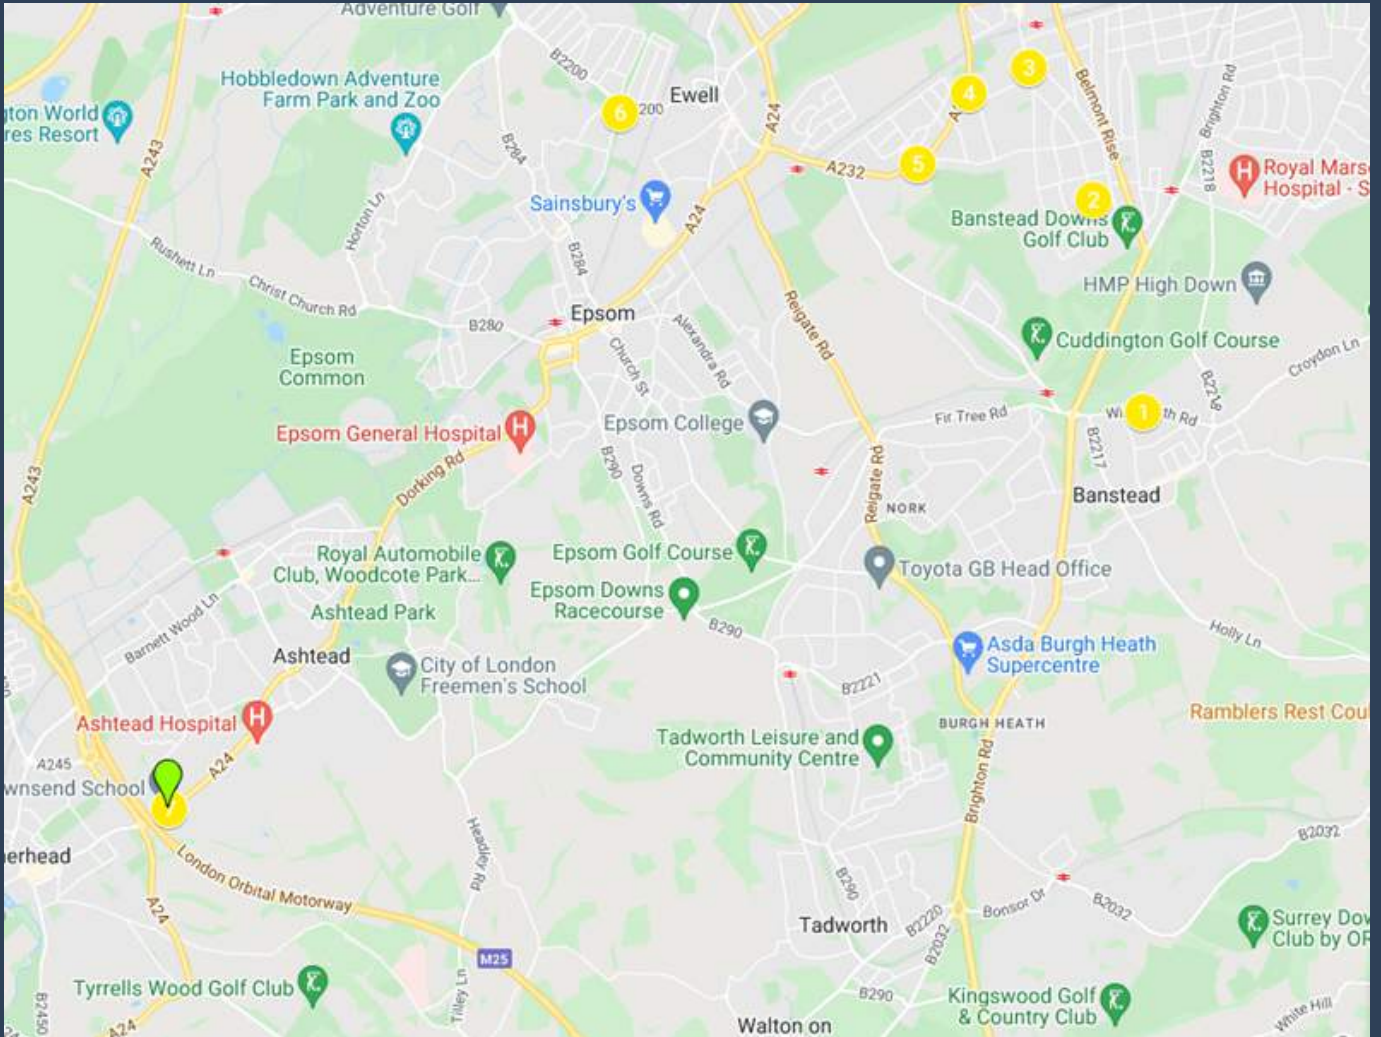 Adventure Golf
B2200
Hobbledown Adventure
Farm Park and Zoo
gton World
res Resort
A243
Ewell
200
6
A24
3
4
5
A232
Belmont Rise
Brighton Rd
B2218
Royal Mars
Hospital - S
2
Banstead Downs
Golf Club
HMP High Down
Sainsbury's
A24
B284
Horton Ln
Rushett Ln
Christ Church Rd
B284
B280
Epsom
Reigate Rd
Alexandra Rd
Church St
Cuddington Golf Course
Croydon Ln
Epsom
Common
Epsom General Hospital
Epsom College
Fir Tree Rd
1
th Rd
B2217
Banstead
A243
Dorking Rd
B290
Downs Rd
Reigate Rd
NORK
Royal Automobile
Club, Woodcote Park...
Epsom Golf Course
Toyota GB Head Office
Epsom Downs
Racecourse
Ashtead Park
B290
Barnett Wood Ln
Ashtead
City of London
Freemen's School
Asda Burgh Heath
Supercentre
Holly Ln
B2221
BURGH HEATH
Ramblers Rest Cou
Ashtead Hospital
Tadworth Leisure and
Community Centre
A245
A24
wnsend School
Brighton Rd
Headley Rd
B2032
erhead
London Orbital Motorway
A24
B290
Bonsor Dr
B2032
Tadworth
B2220
B2032
Surrey Dow
Club by OR
M25
Tyrrells Wood Golf Club
Tilley Ln
B290
Kingswood Golf
& Country Club
White Hill
B2450
A24
Walton on